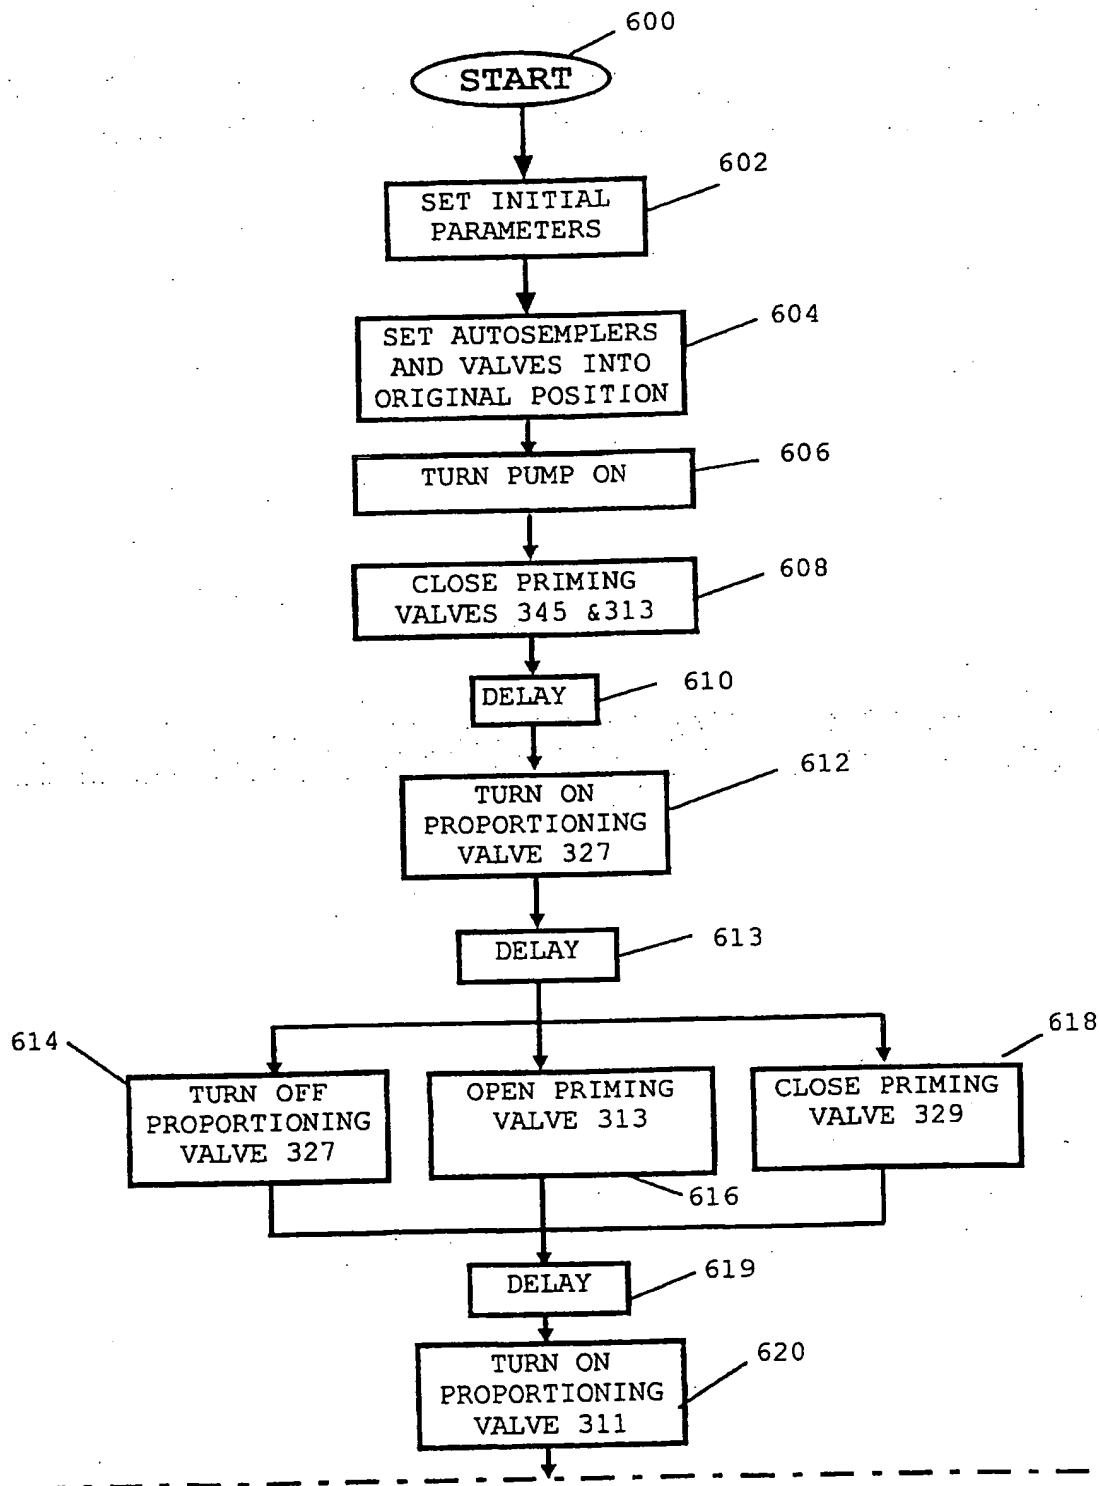 600
START
602
SET INITIAL
PARAMETERS
604
SET AUTOSEMPLERS
AND VALVES INTO
ORIGINAL POSITION
606
TURN PUMP ON
608
CLOSE PRIMING
VALVES 345 &313
610
DELAY
612
TURN ON
PROPORTIONING
VALVE 327
613
DELAY
614
TURN OFF
PROPORTIONING
VALVE 327
OPEN PRIMING
VALVE 313
616
618
CLOSE PRIMING
VALVE 329
619
DELAY
620
TURN ON
PROPORTIONING
VALVE 311